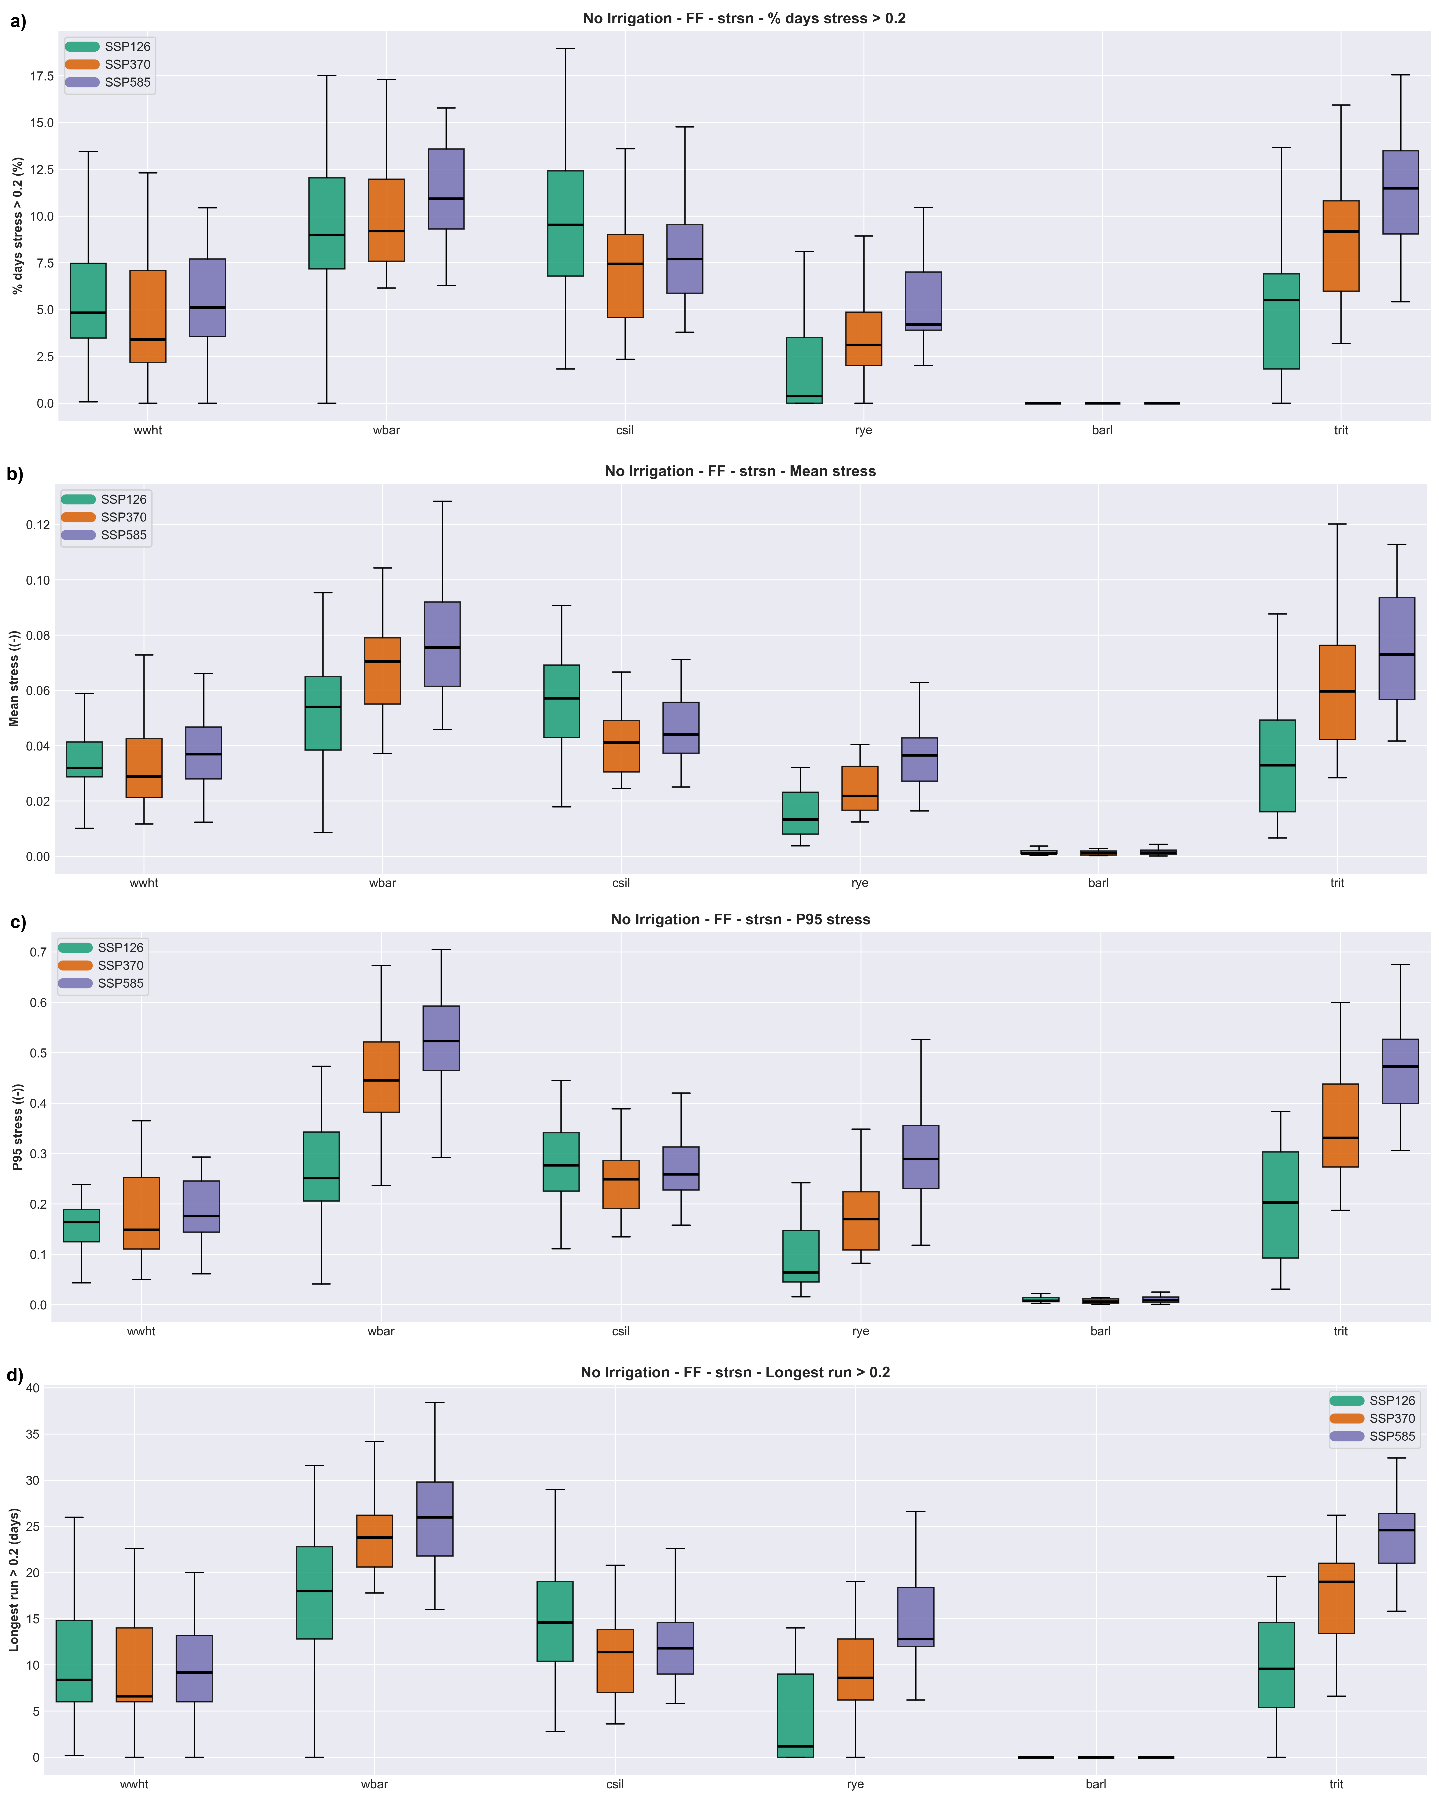 a)
No Irrigation - FF - strsn - % days stress > 0.2
SSP126
SSP370
SSP585
% days stress > 0.2 (%)
17.5
15.0
12.5
10.0
7.5
5.0
2.5
0.0
wwht wbar csil rye barl trit
b)
No Irrigation - FF - strsn - Mean stress
SSP126
SSP370
SSP585
Mean stress ((-))
0.12
0.10
0.08
0.06
0.04
0.02
0.00
wwht wbar csil rye barl trit
c)
No Irrigation - FF - strsn - P95 stress
SSP126
SSP370
SSP585
P95 stress ((-))
0.7
0.6
0.5
0.4
0.3
0.2
0.1
0.0
wwht wbar csil rye barl trit
d)
No Irrigation - FF - strsn - Longest run > 0.2
SSP126
SSP370
SSP585
Longest run > 0.2 (days)
40
35
30
25
20
15
10
5
0
wwht wbar csil rye barl trit